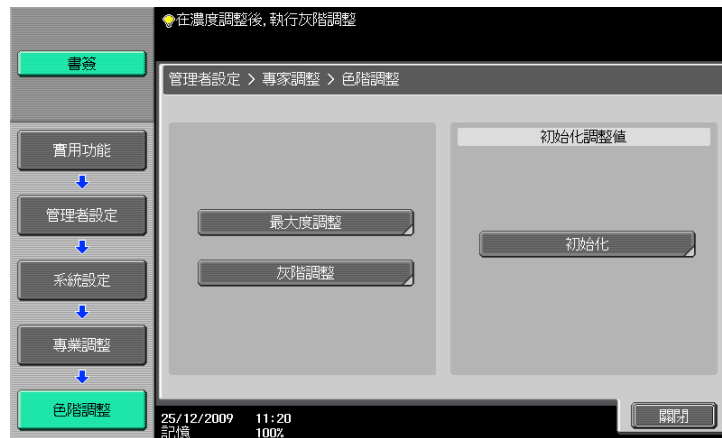 在濃度調整後,執行灰階調整
書簽
管理者設定 > 專家調整 > 色階調整
實用功能
管理者設定
系統設定
專業調整
色階調整
最大度調整
灰階調整
初始化調整值
初始化
25/12/2009 11:20
記憶 100%
關閉